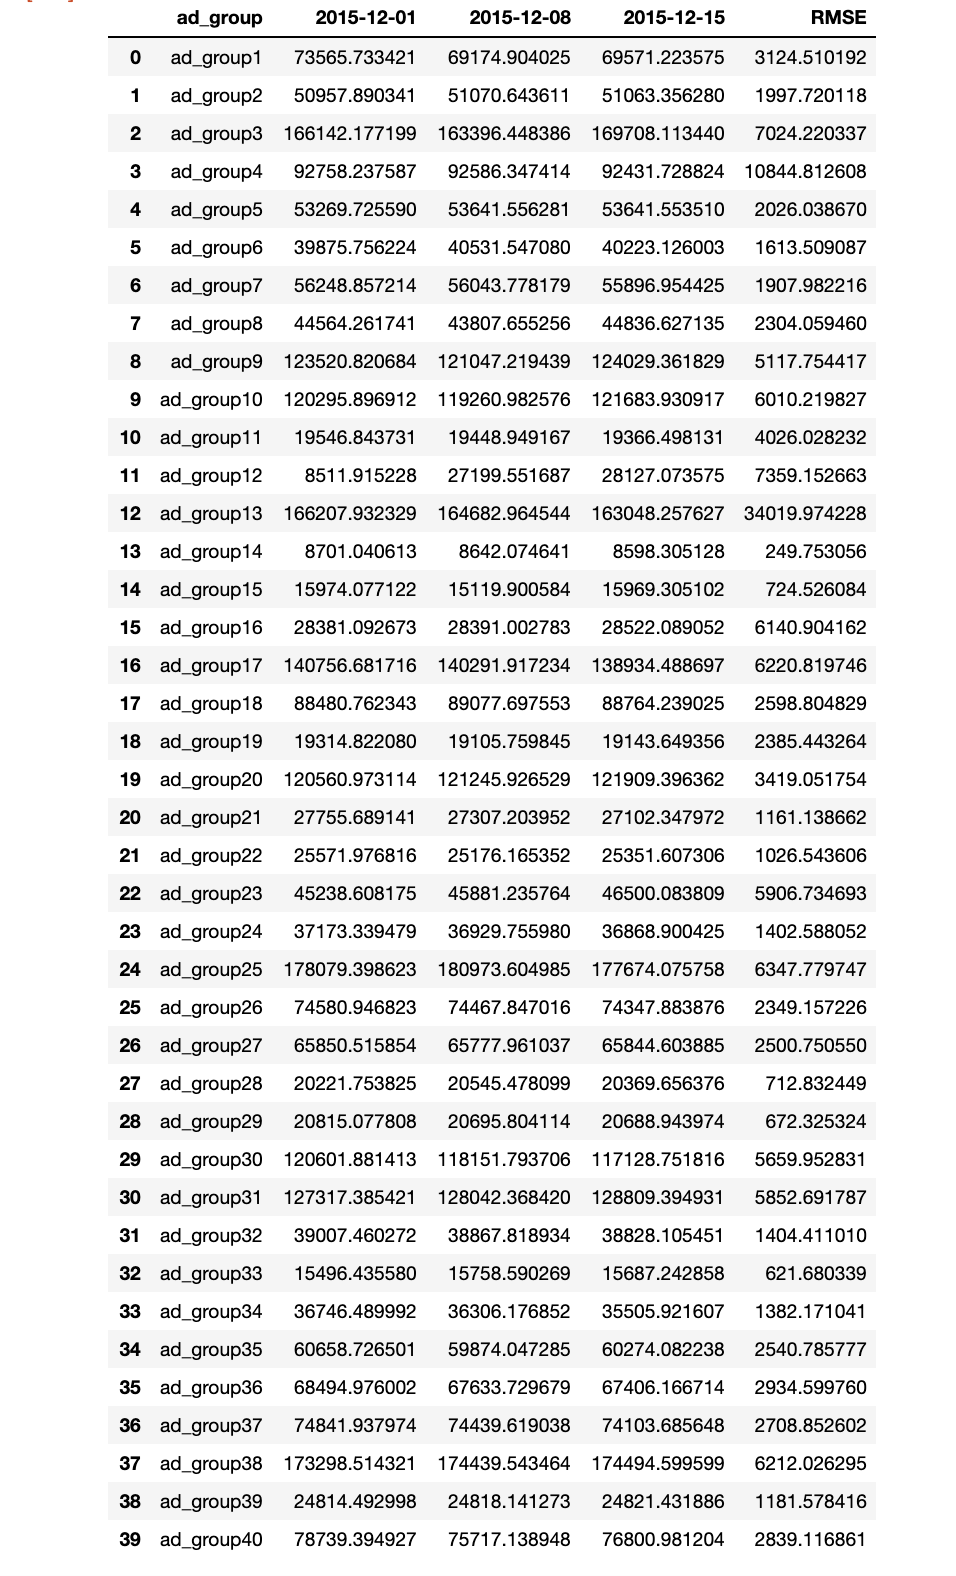 ad_group 2015-12-01 2015-12-08 2015-12-15 RMSE
0 ad_group1 73565.733421 69174.904025 69571.223575 3124.510192
1 ad_group2 50957.890341 51070.643611 51063.356280 1997.720118
2 ad_group3 166142.177199 163396.448386 169708.113440 7024.220337
3 ad_group4 92758.237587 92586.347414 92431.728824 10844.812608
4 ad_group5 53269.725590 53641.556281 53641.553510 2026.038670
5 ad_group6 39875.756224 40531.547080 40223.126003 1613.509087
6 ad_group7 56248.857214 56043.778179 55896.954425 1907.982216
7 ad_group8 44564.261741 43807.655256 44836.627135 2304.059460
8 ad_group9 123520.820684 121047.219439 124029.361829 5117.754417
9 ad_group10 120295.896912 119260.982576 121683.930917 6010.219827
10 ad_group11 19546.843731 19448.949167 19366.498131 4026.028232
11 ad_group12 8511.915228 27199.551687 28127.073575 7359.152663
12 ad_group13 166207.932329 164682.964544 163048.257627 34019.974228
13 ad_group14 8701.040613 8642.074641 8598.305128 249.753056
14 ad_group15 15974.077122 15119.900584 15969.305102 724.526084
15 ad_group16 28381.092673 28391.002783 28522.089052 6140.904162
16 ad_group17 140756.681716 140291.917234 138934.488697 6220.819746
17 ad_group18 88480.762343 89077.697553 88764.239025 2598.804829
18 ad_group19 19314.822080 19105.759845 19143.649356 2385.443264
19 ad_group20 120560.973114 121245.926529 121909.396362 3419.051754
20 ad_group21 27755.689141 27307.203952 27102.347972 1161.138662
21 ad_group22 25571.976816 25176.165352 25351.607306 1026.543606
22 ad_group23 45238.608175 45881.235764 46500.083809 5906.734693
23 ad_group24 37173.339479 36929.755980 36868.900425 1402.588052
24 ad_group25 178079.398623 180973.604985 177674.075758 6347.779747
25 ad_group26 74580.946823 74467.847016 74347.883876 2349.157226
26 ad_group27 65850.515854 65777.961037 65844.603885 2500.750550
27 ad_group28 20221.753825 20545.478099 20369.656376 712.832449
28 ad_group29 20815.077808 20695.804114 20688.943974 672.325324
29 ad_group30 120601.881413 118151.793706 117128.751816 5659.952831
30 ad_group31 127317.385421 128042.368420 128809.394931 5852.691787
31 ad_group32 39007.460272 38867.818934 38828.105451 1404.411010
32 ad_group33 15496.435580 15758.590269 15687.242858 621.680339
33 ad_group34 36746.489992 36306.176852 35505.921607 1382.171041
34 ad_group35 60658.726501 59874.047285 60274.082238 2540.785777
35 ad_group36 68494.976002 67633.729679 67406.166714 2934.599760
36 ad_group37 74841.937974 74439.619038 74103.685648 2708.852602
37 ad_group38 173298.514321 174439.543464 174494.599599 6212.026295
38 ad_group39 24814.492998 24818.141273 24821.431886 1181.578416
39 ad_group40 78739.394927 75717.138948 76800.981204 2839.116861